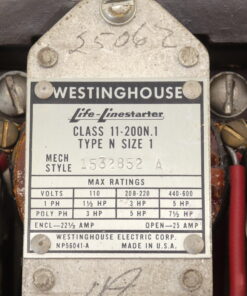 35062
WESTINGHOUSE
Life-Linestarter
CLASS 11-200N.1
TYPE N SIZE 1
MECH STYLE 1532852 A
MAX RATINGS
VOLTS 110 208-220 440-600
1 PH 1½ HP 3 HP 5 HP
POLY PH 3 HP 5 HP 7½ HP
ENCL—22½ AMP OPEN—25 AMP
WESTINGHOUSE ELECTRIC CORP.
NP56041-A MADE IN U.S.A.